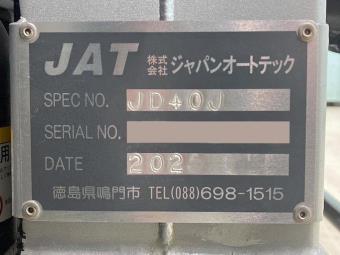 JAT 株式会社 ジャパンオートテック
SPEC NO. JD40J
SERIAL NO.
DATE 202
徳島県鳴門市 TEL(088)698-1515
用